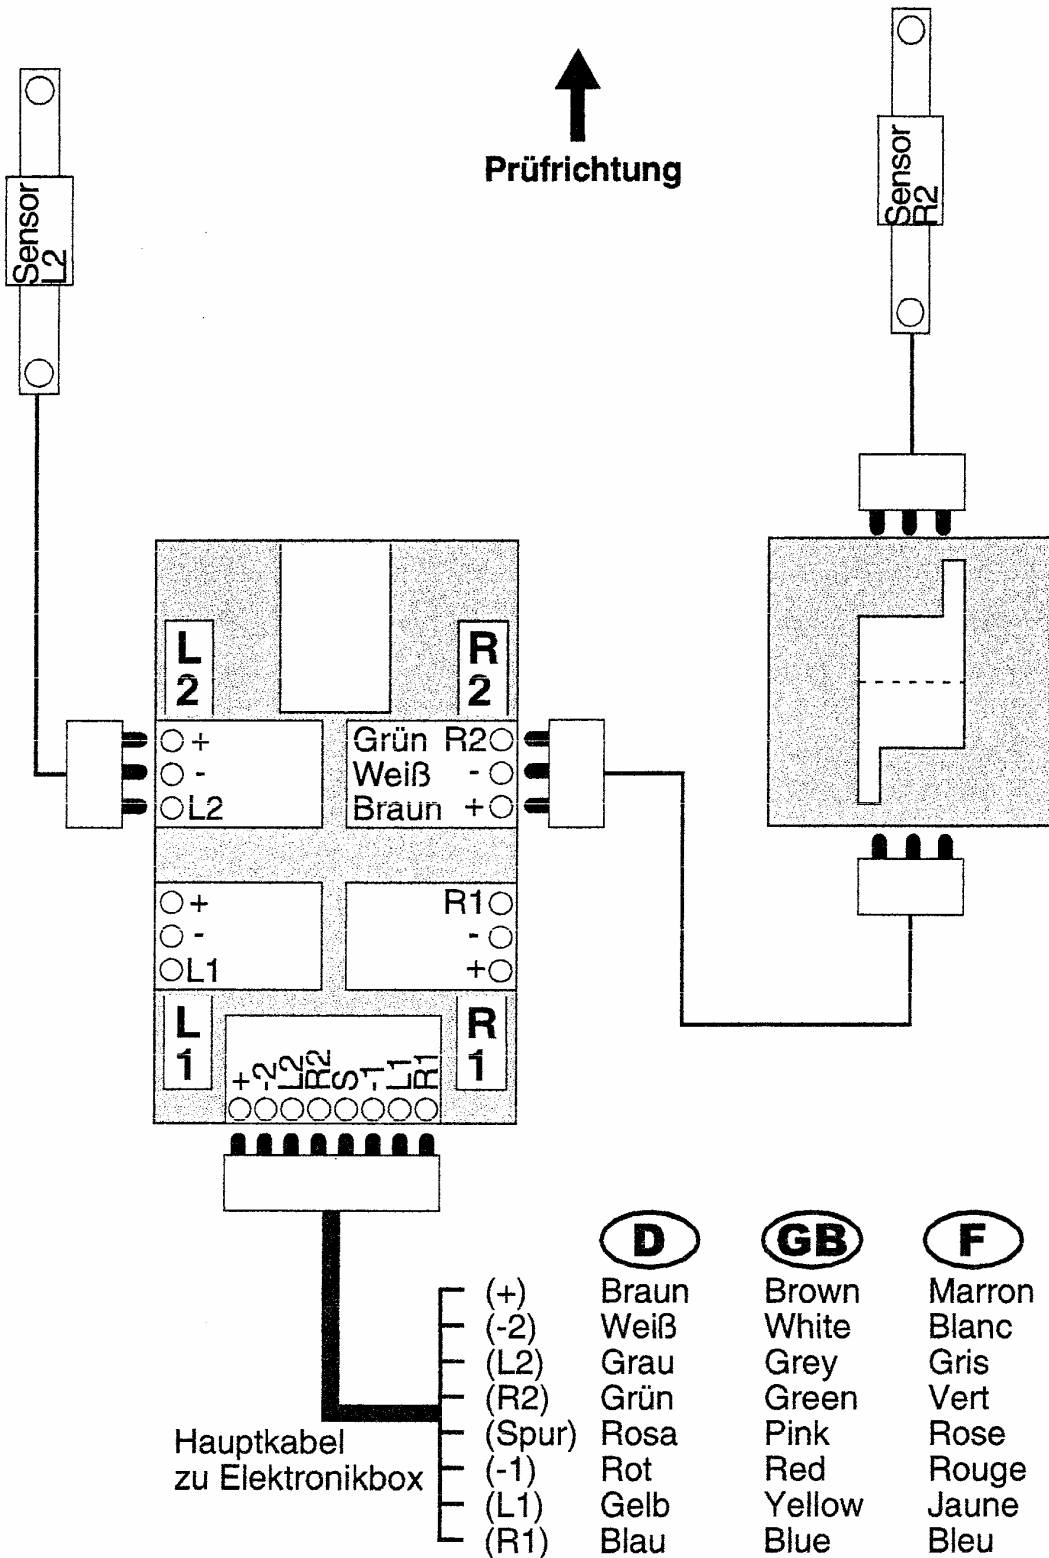 Prüfrichtung
Sensor
L2
Sensor
R2
L
2
R
2
+
-
L2
Grün R2
Weiß -
Braun +
+
-
L1
R1
-
+
L
1
R
1
+
-2
L2
R2
S
-1
L1
R1
D GB F
(+) Braun Brown Marron
(-2) Weiß White Blanc
(L2) Grau Grey Gris
(R2) Grün Green Vert
(Spur) Rosa Pink Rose
(-1) Rot Red Rouge
(L1) Gelb Yellow Jaune
(R1) Blau Blue Bleu
Hauptkabel
zu Elektronikbox